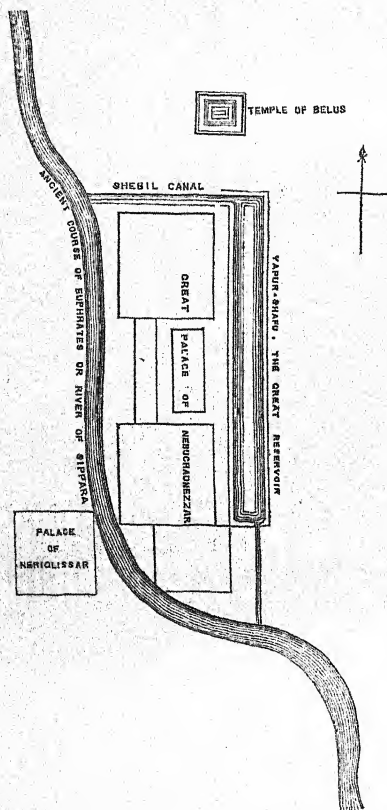 TEMPLE OF BELUS
SHEBIL CANAL
ANCIENT COURSE OF EUPHRATES OR RIVER OF SIPPARA
GREAT
PALACE OF
NEBUCHADNEZZAR
YAPUR-SHAPU, THE GREAT RESERVOIR
PALACE
OF
NERIGLISSAR